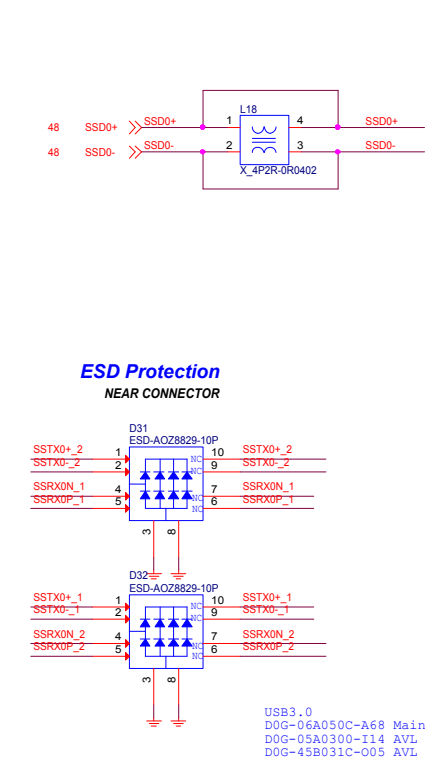 L18
SSD0+
1
4
SSD0+
48
SSD0+
SSD0-
2
3
SSD0-
48
SSD0-
X_4P2R-0R0402
ESD Protection
NEAR CONNECTOR
D31
ESD-AOZ8829-10P
SSTX0+_2
1
NC
10
SSTX0+_2
SSTX0-_2
2
9
SSTX0-_2
SSRX0N_1
4
NC
7
SSRX0N_1
SSRX0P_1
5
NC
6
SSRX0P_1
3
8
D32
ESD-AOZ8829-10P
SSTX0+_1
1
NC
10
SSTX0+_1
SSTX0-_1
2
9
SSTX0-_1
SSRX0N_2
4
NC
7
SSRX0N_2
SSRX0P_2
5
6
SSRX0P_2
3
8
USB3.0
D0G-06A050C-A68 Main
D0G-05A0300-I14 AVL
D0G-45B031C-O05 AVL